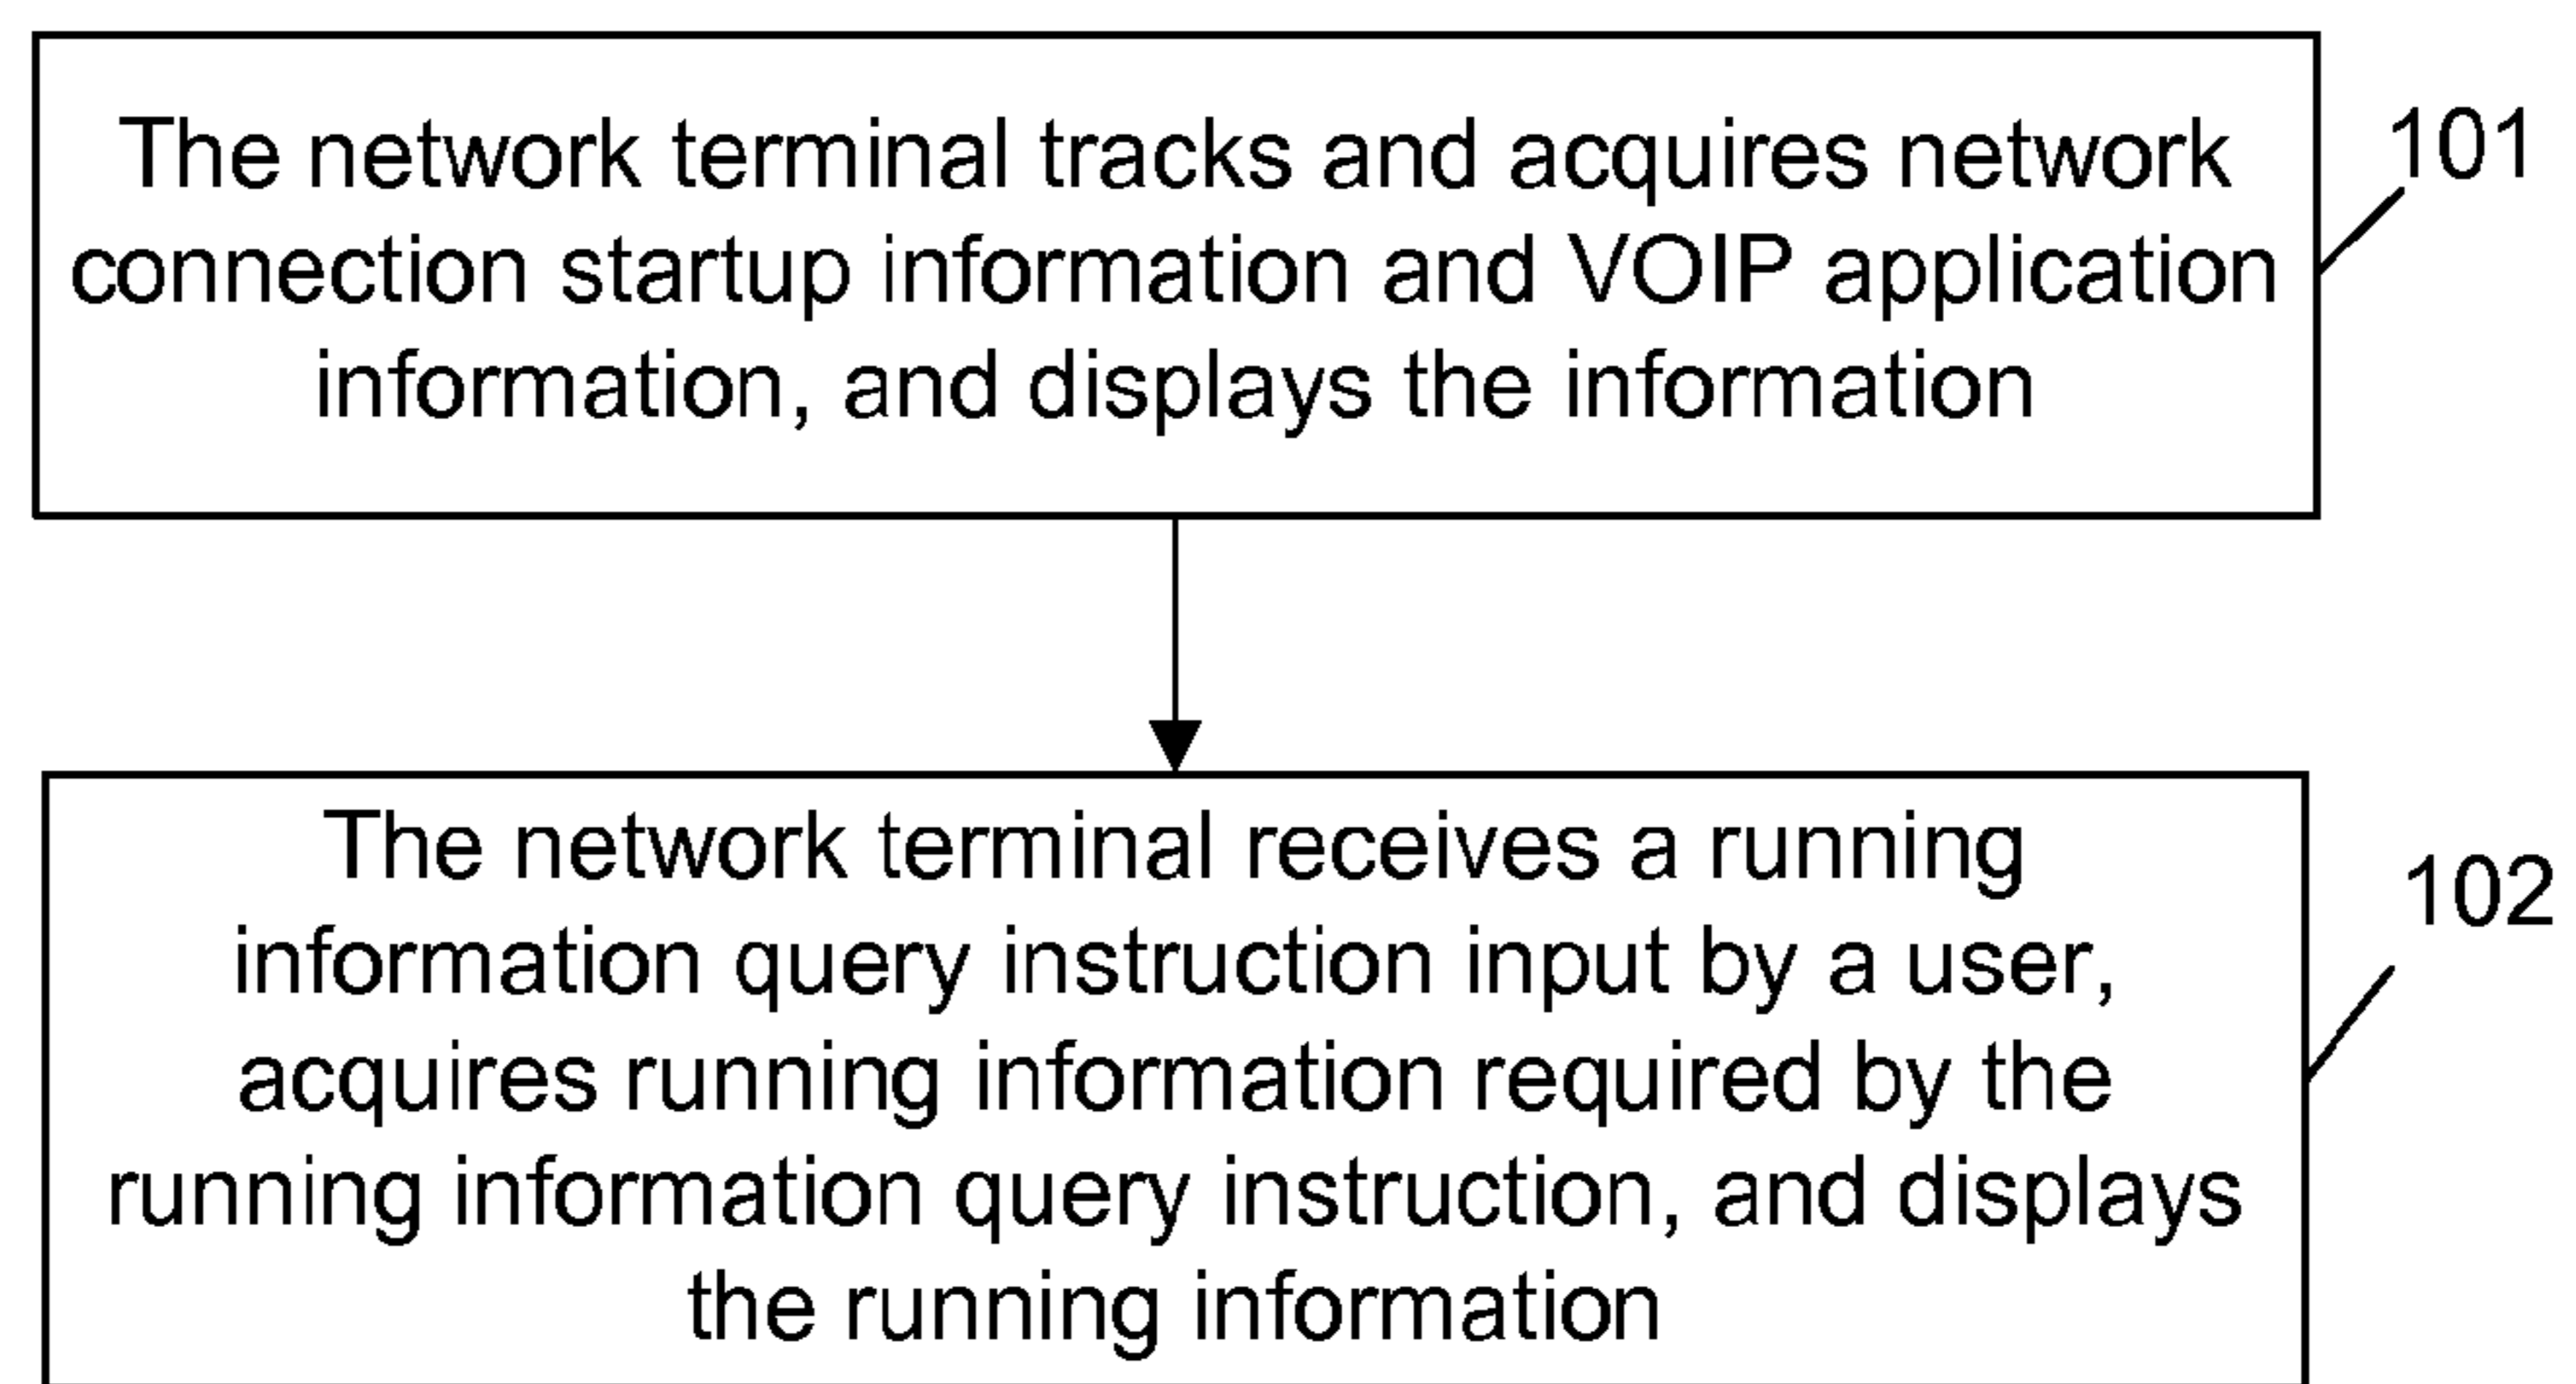 The network terminal tracks and acquires network
connection startup information and VOIP application
information, and displays the information
101
The network terminal receives a running
information query instruction input by a user,
acquires running information required by the
running information query instruction, and displays
the running information
102